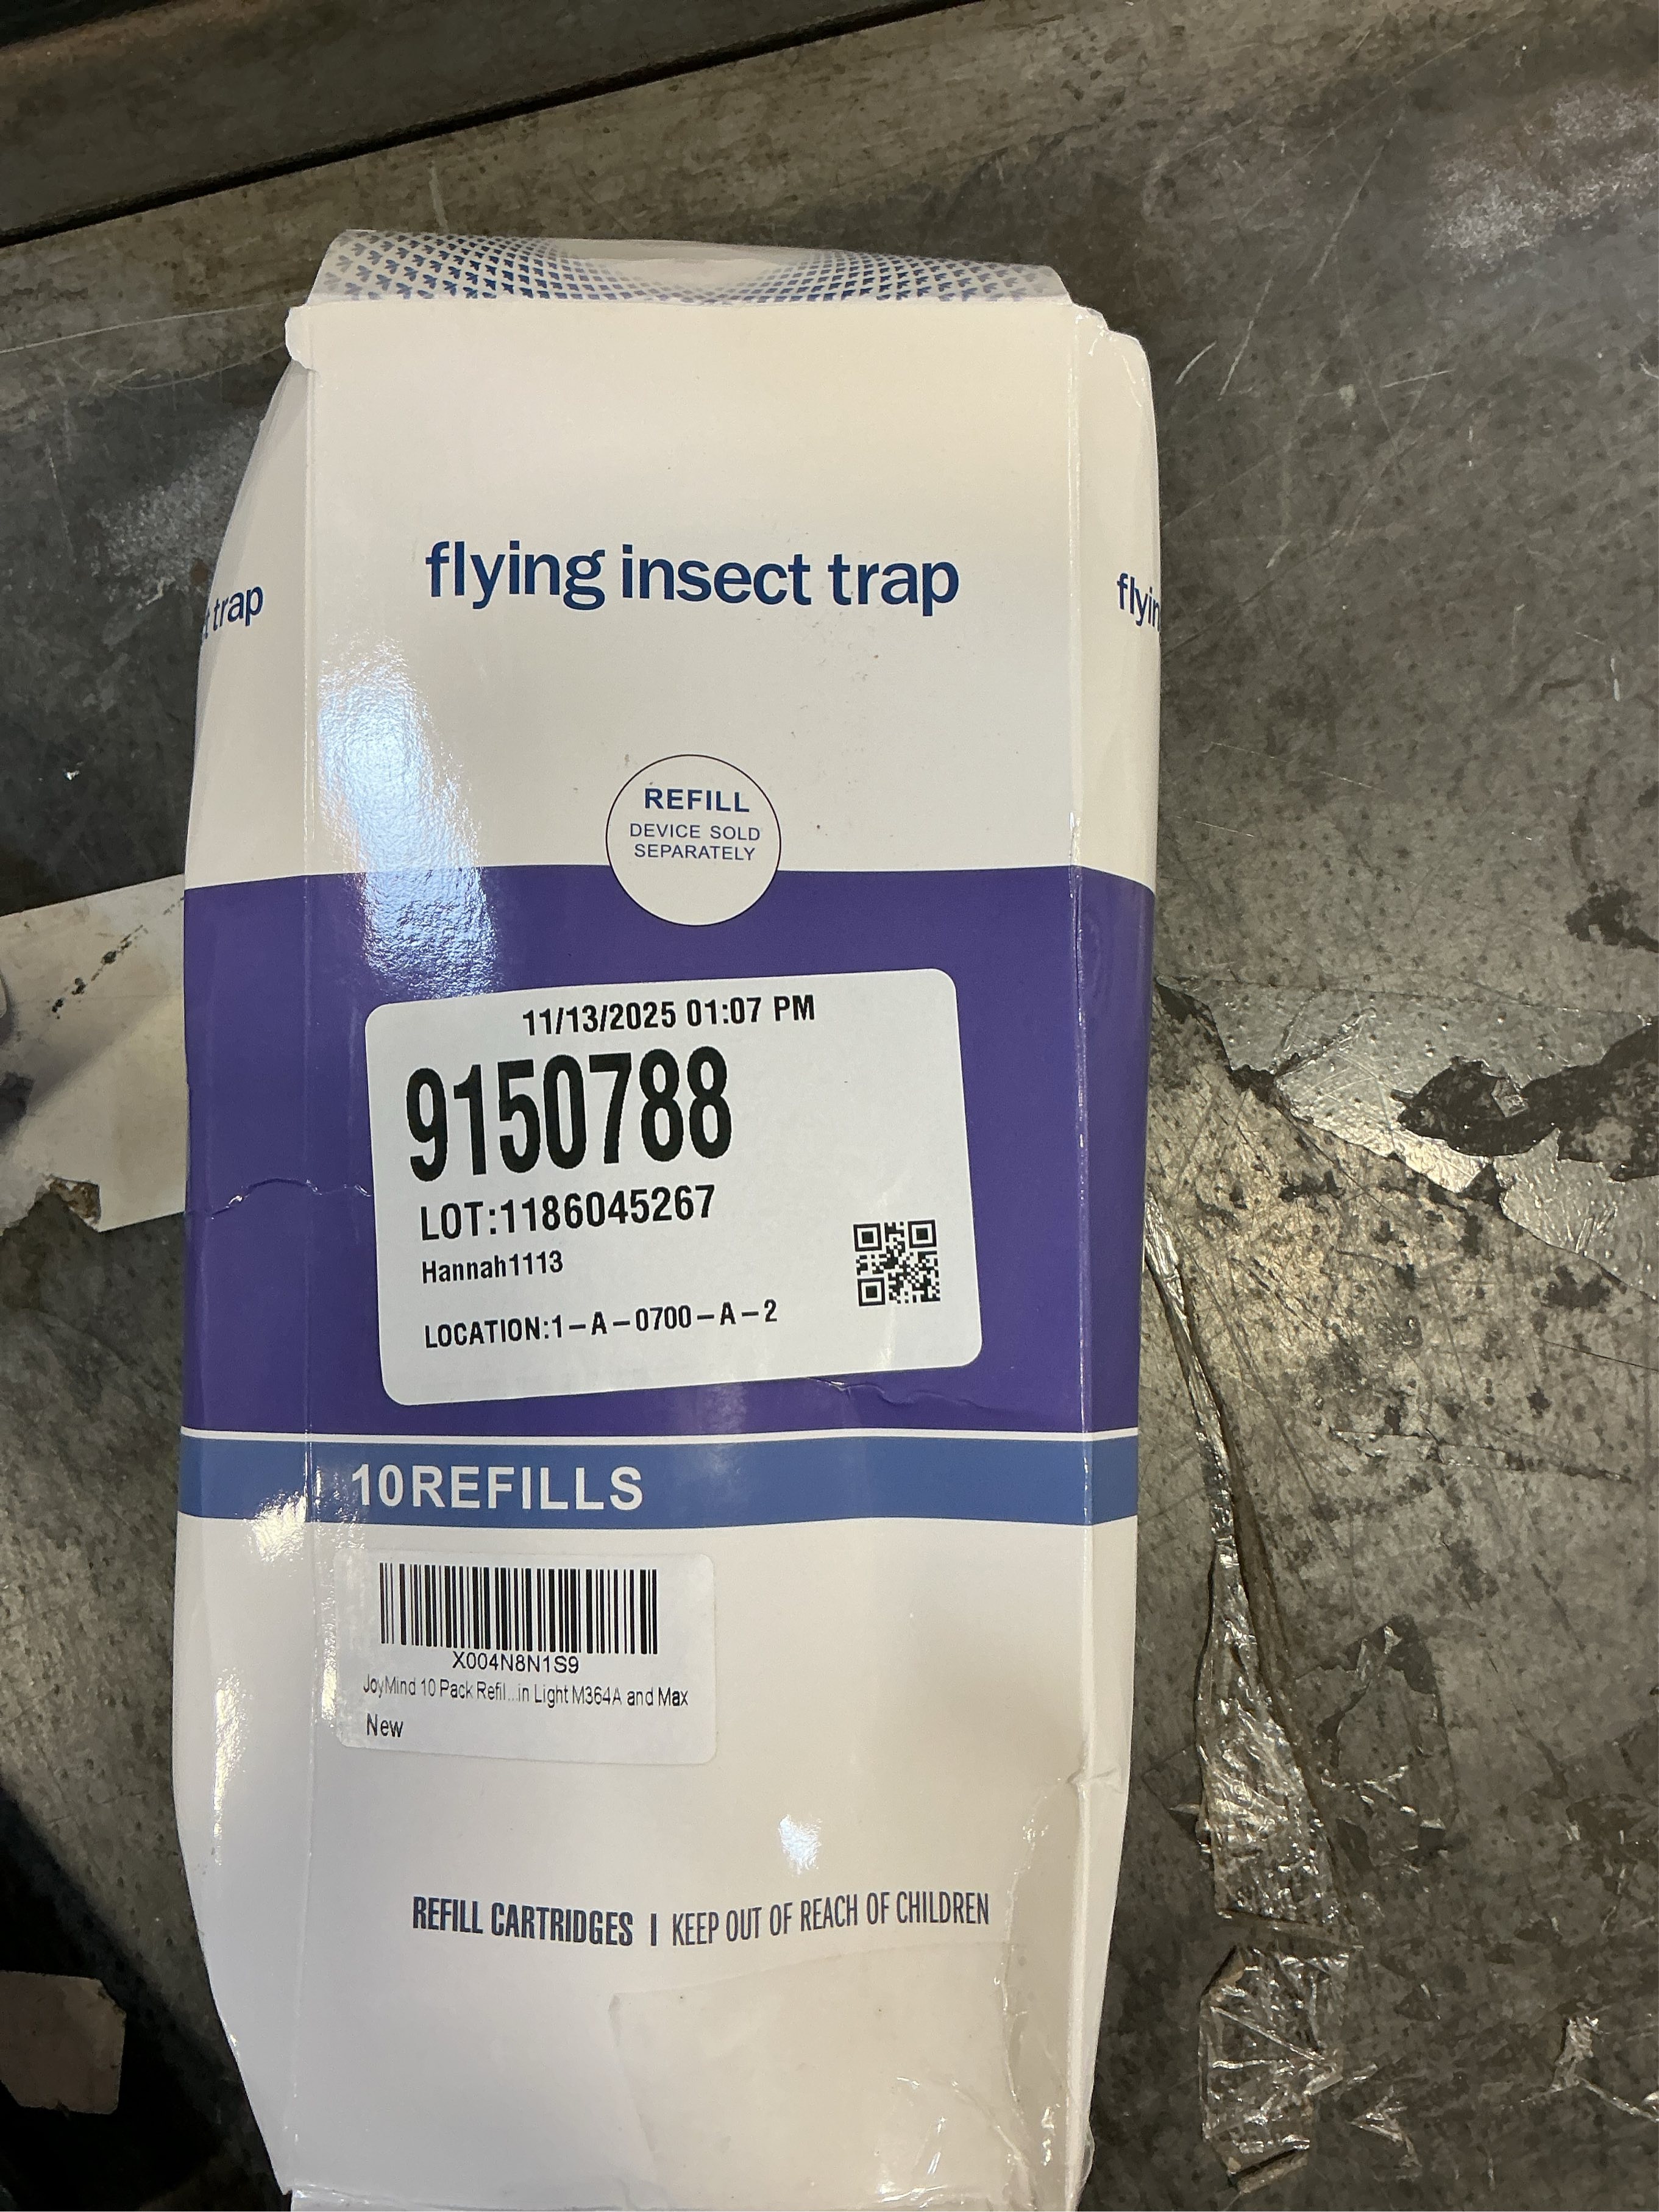 flying insect trap
trap
flyin
REFILL
DEVICE SOLD
SEPARATELY
11/13/2025 01:07 PM
9150788
LOT:1186045267
Hannah1113
LOCATION:1-A-0700-A-2
10REFILLS
X004N8N1S9
JoyMind 10 Pack Refil...in Light M364A and Max
New
REFILL CARTRIDGES | KEEP OUT OF REACH OF CHILDREN